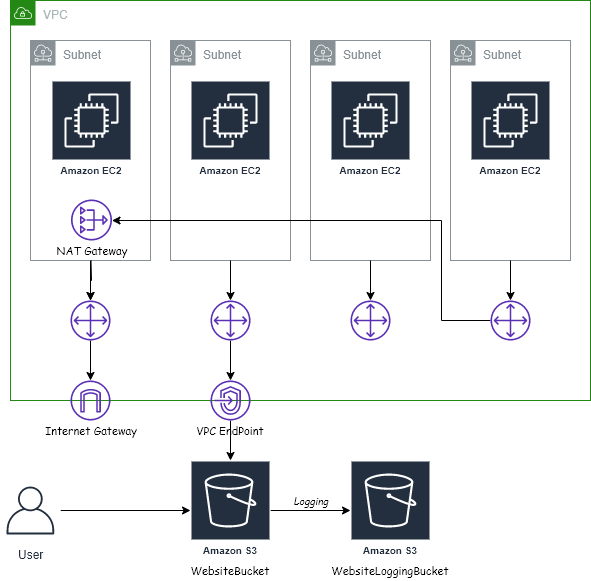 VPC
Subnet
Subnet
Subnet
Subnet
Amazon EC2
Amazon EC2
Amazon EC2
Amazon EC2
NAT Gateway
Internet Gateway
VPC EndPoint
Logging
User
Amazon S3
Amazon S3
WebsiteBucket
WebsiteLoggingBucket